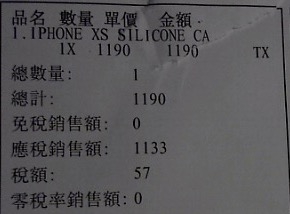 品名 數量 單價 金額
1.IPHONE XS SILICONE CA
1X 1190 1190 TX
總數量: 1
總計: 1190
免稅銷售額: 0
應稅銷售額: 1133
稅額: 57
零稅率銷售額:0